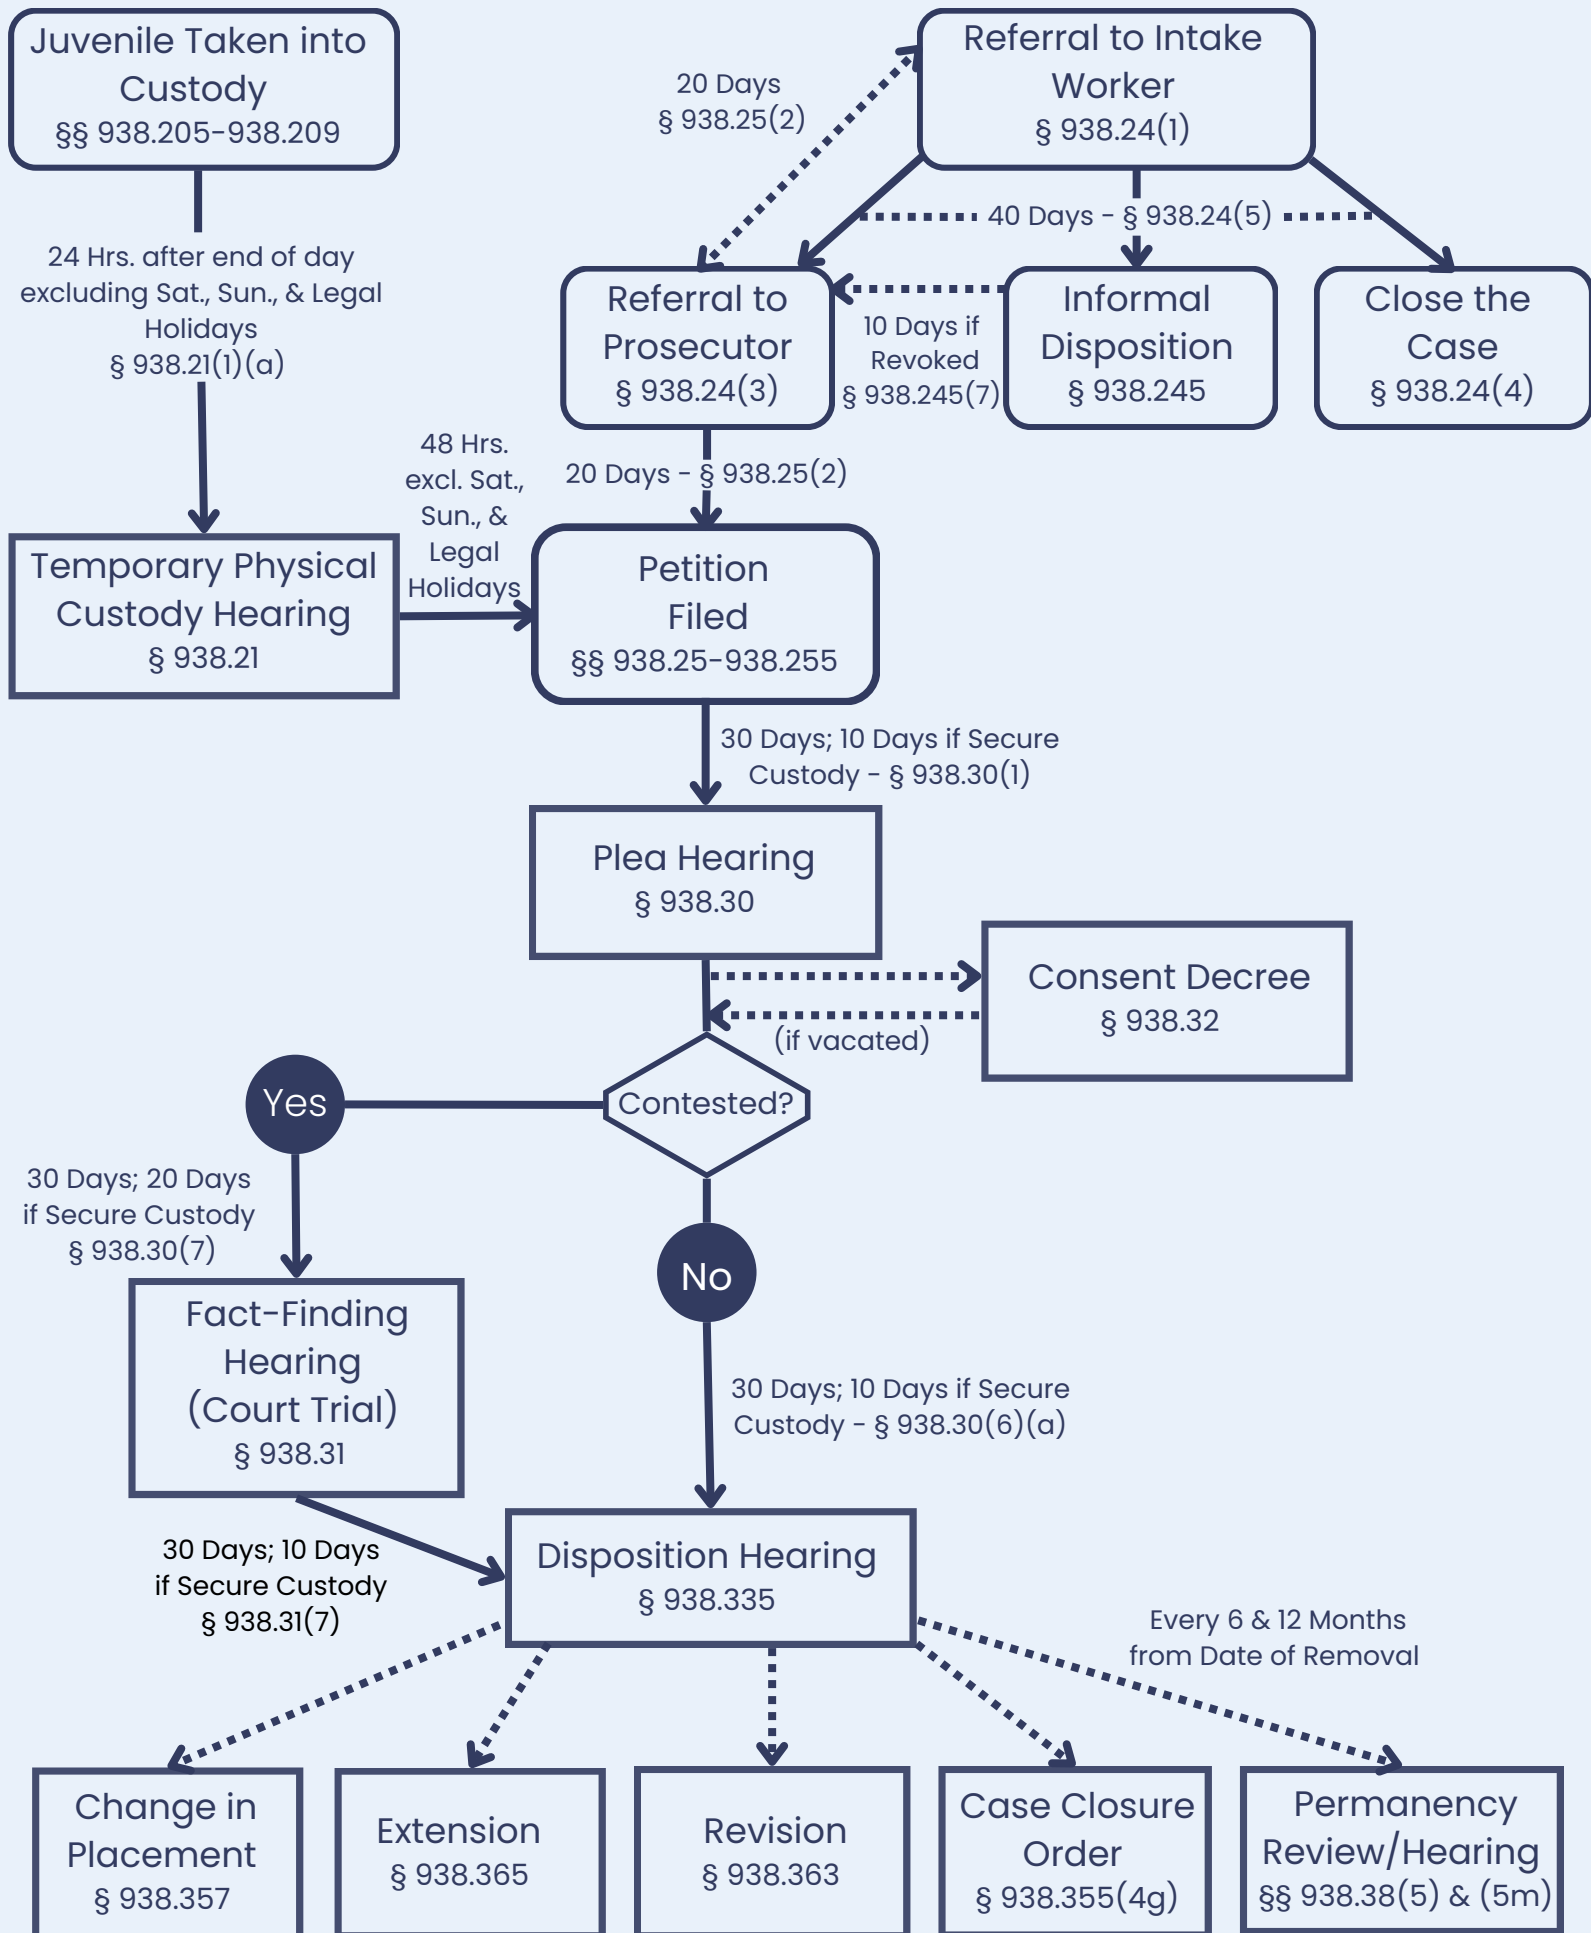 Juvenile Taken into
Custody
§§ 938.205-938.209
Referral to Intake
Worker
§ 938.24(1)
20 Days
§ 938.25(2)
40 Days - § 938.24(5)
24 Hrs. after end of day
excluding Sat., Sun., & Legal
Holidays
§ 938.21(1)(a)
Referral to
Prosecutor
§ 938.24(3)
10 Days if
Revoked
§ 938.245(7)
Informal
Disposition
§ 938.245
Close the
Case
§ 938.24(4)
48 Hrs.
excl. Sat.,
Sun., &
Legal
Holidays
20 Days - § 938.25(2)
Temporary Physical
Custody Hearing
§ 938.21
Petition
Filed
§§ 938.25-938.255
30 Days; 10 Days if Secure
Custody - § 938.30(1)
Plea Hearing
§ 938.30
Consent Decree
§ 938.32
(if vacated)
Contested?
Yes
30 Days; 20 Days
if Secure Custody
§ 938.30(7)
No
Fact-Finding
Hearing
(Court Trial)
§ 938.31
30 Days; 10 Days if Secure
Custody - § 938.30(6)(a)
30 Days; 10 Days
if Secure Custody
§ 938.31(7)
Disposition Hearing
§ 938.335
Every 6 & 12 Months
from Date of Removal
Change in
Placement
§ 938.357
Extension
§ 938.365
Revision
§ 938.363
Case Closure
Order
§ 938.355(4g)
Permanency
Review/Hearing
§§ 938.38(5) & (5m)